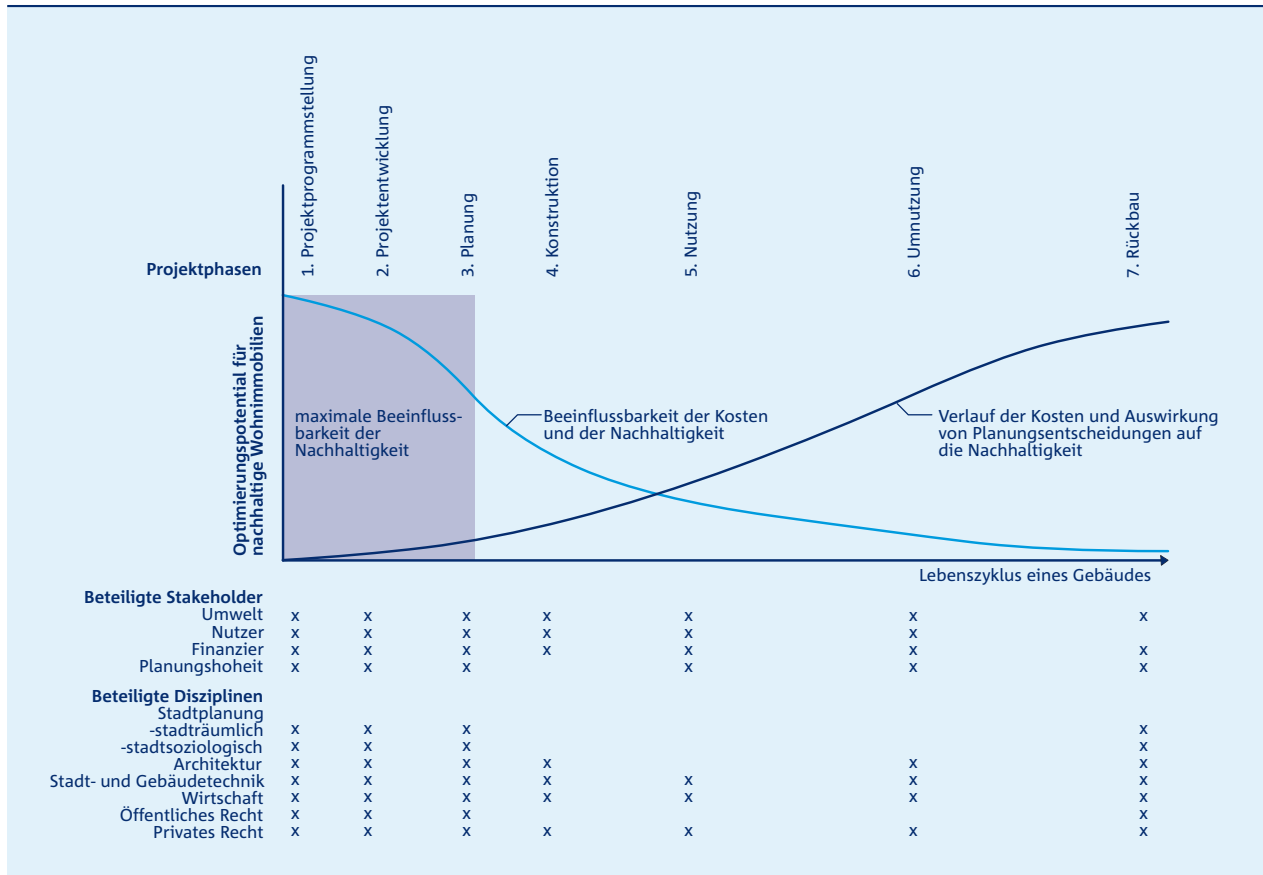 1. Projektprogrammstellung
2. Projektentwicklung
3. Planung
4. Konstruktion
5. Nutzung
6. Umnutzung
7. Rückbau
Projektphasen
Optimierungspotential für
nachhaltige Wohnimmobilien
maximale Beeinfluss-
barkeit der
Nachhaltigkeit
Beeinflussbarkeit der Kosten
und der Nachhaltigkeit
Verlauf der Kosten und Auswirkung
von Planungsentscheidungen auf
die Nachhaltigkeit
Lebenszyklus eines Gebäudes
Beteiligte Stakeholder
Umwelt x x x x x x x
Nutzer x x x x x x
Finanzier x x x x x x x
Planungshoheit x x x x x x
Beteiligte Disziplinen
Stadtplanung
-stadträumlich x x x x
-stadtsoziologisch x x x x
Architektur x x x x x x
Stadt- und Gebäudetechnik x x x x x x x
Wirtschaft x x x x x x x
Öffentliches Recht x x x x
Privates Recht x x x x x x x